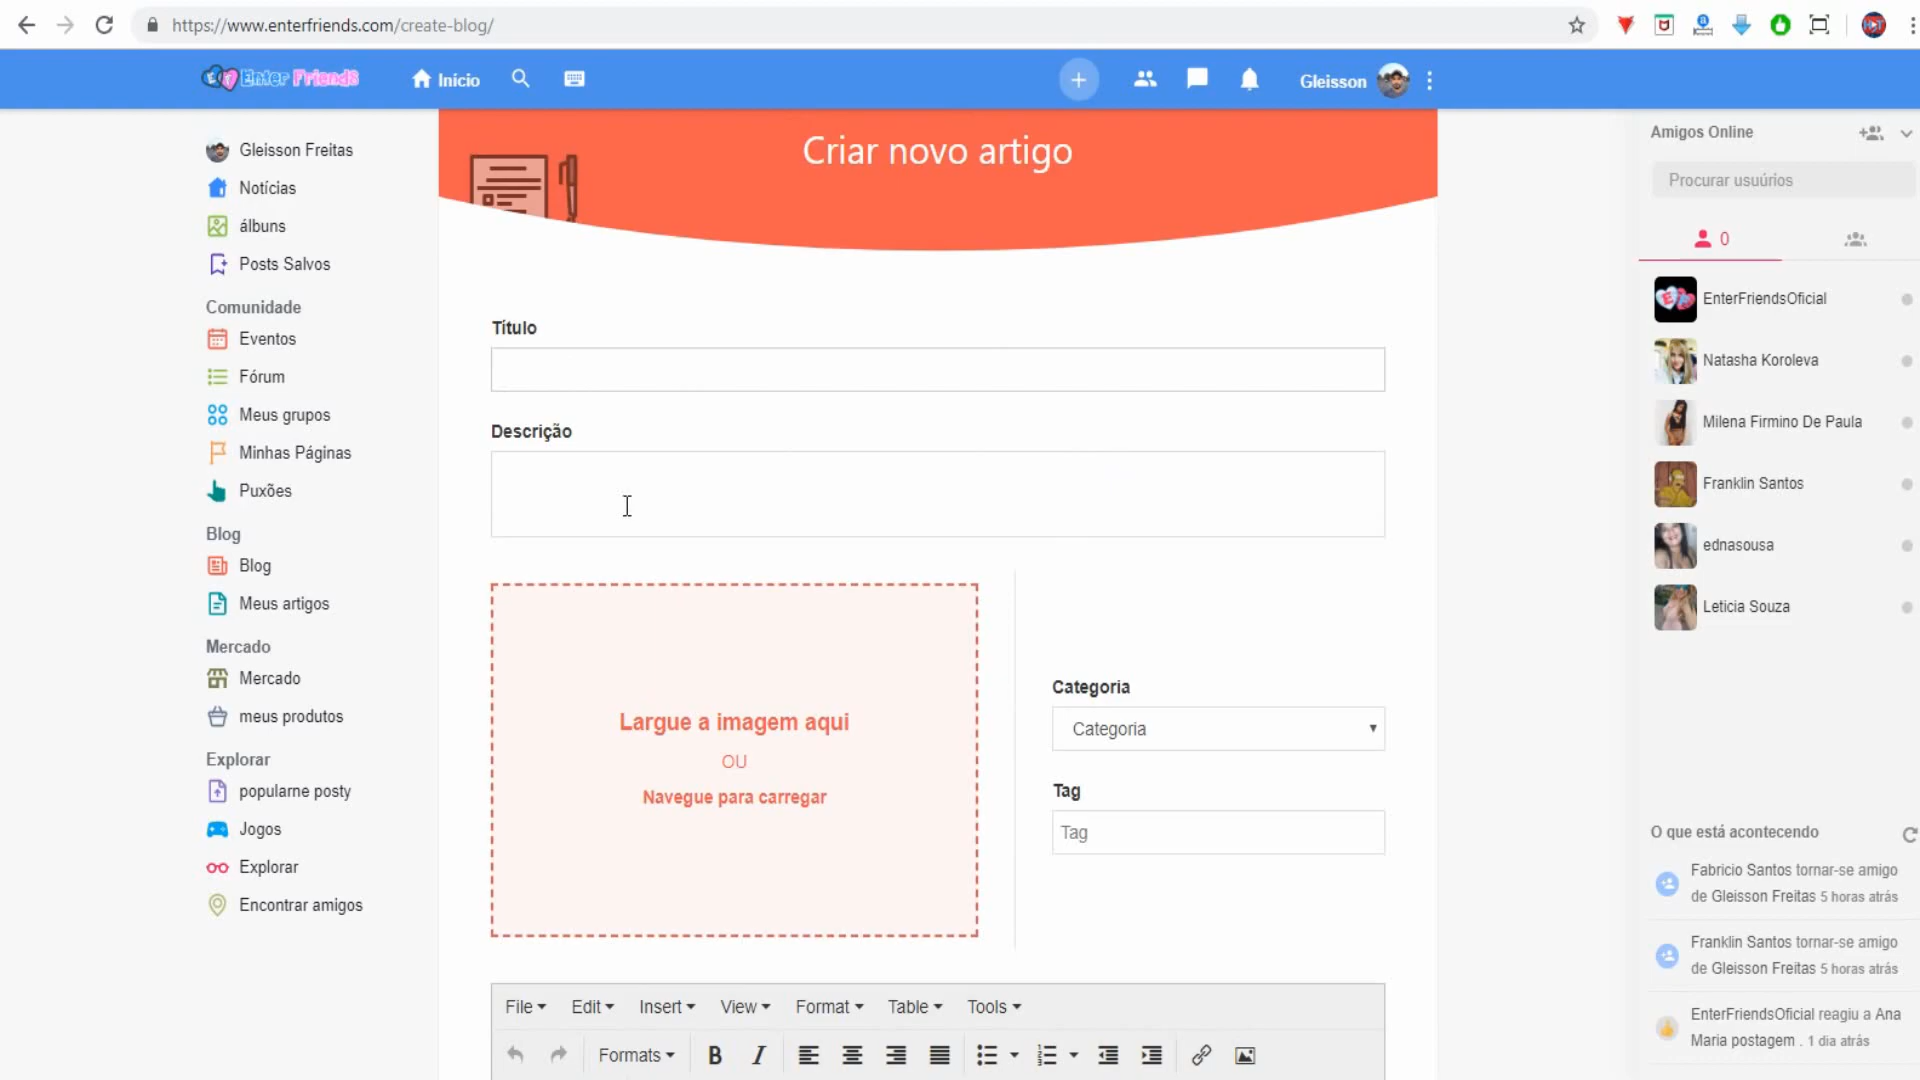 https://www.enterfriends.com/create-blog/
Enter Friends
Início
Gleisson
Gleisson Freitas
Notícias
álbuns
Posts Salvos
Comunidade
Eventos
Fórum
Meus grupos
Minhas Páginas
Puxões
Blog
Blog
Meus artigos
Mercado
Mercado
meus produtos
Explorar
popularne posty
Jogos
Explorar
Encontrar amigos
Criar novo artigo
Título
Descrição
Largue a imagem aqui
OU
Navegue para carregar
Categoria
Categoria
Tag
Tag
File Edit Insert View Format Table Tools
Formats B I
Amigos Online
Procurar usuúrios
0
EnterFriendsOficial
Natasha Koroleva
Milena Firmino De Paula
Franklin Santos
ednasousa
Leticia Souza
O que está acontecendo
Fabricio Santos tornar-se amigo
de Gleisson Freitas 5 horas atrás
Franklin Santos tornar-se amigo
de Gleisson Freitas 5 horas atrás
EnterFriendsOficial reagiu a Ana
Maria postagem . 1 dia atrás